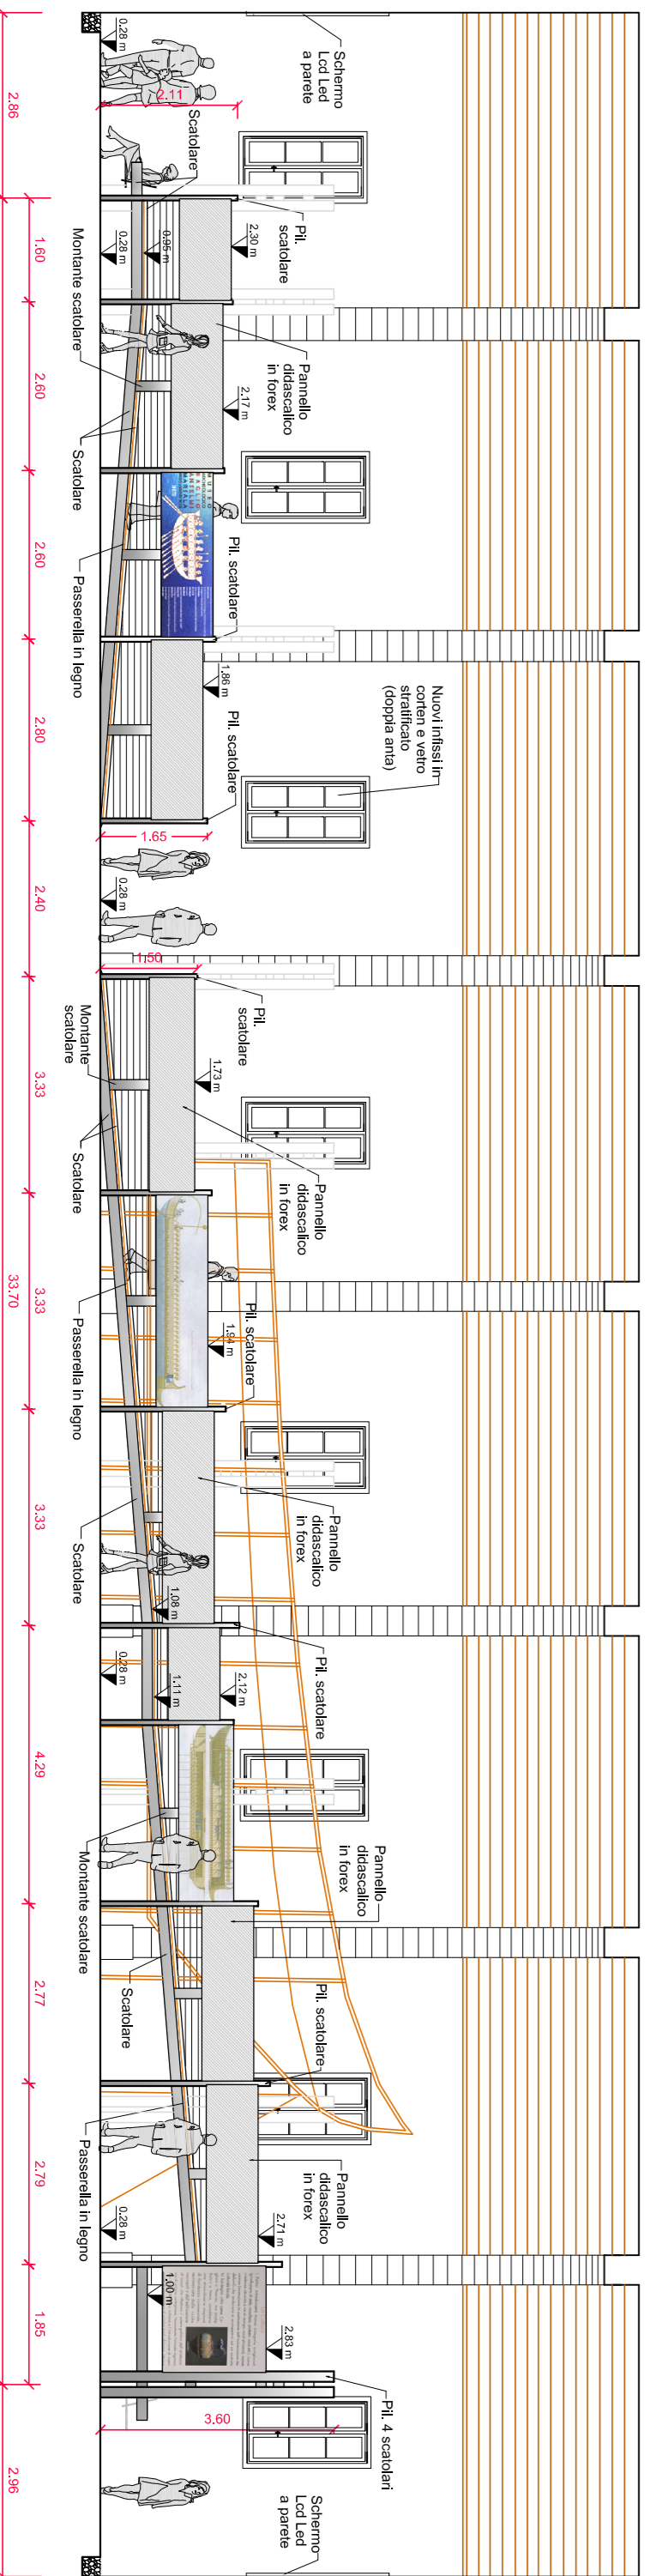 Schermo
Lcd Led
a parete
0.28 m
2.11
Scatolare
Pil.
scatolare
2.30 m
0.95 m
0.28 m
Montante scatolare
Pannello
didascalico
in forex
2.17 m
Scatolare
MUSEO
BAGLIO
ANSELMI
MARSALA
Pil. scatolare
Passerella in legno
1.86 m
Nuovi infissi in
corten e vetro
stratificato
(doppia anta)
Pil. scatolare
1.65
0.28 m
1.50
Pil.
scatolare
Montante
scatolare
1.73 m
Scatolare
Pannello
didascalico
in forex
1.94 m
Pil. scatolare
Passerella in legno
Pannello
didascalico
in forex
Scatolare
1.08 m
Pil. scatolare
0.28 m
1.11 m
2.12 m
Montante scatolare
Pannello
didascalico
in forex
Scatolare
Pil. scatolare
Passerella in legno
Pannello
didascalico
in forex
0.28 m
2.71 m
1.00 m
2.83 m
Pil. 4 scatolari
3.60
Schermo
Lcd Led
a parete
1.60
2.60
2.60
2.80
2.40
3.33
3.33
3.33
4.29
2.77
2.79
1.85
2.86
33.70
2.96